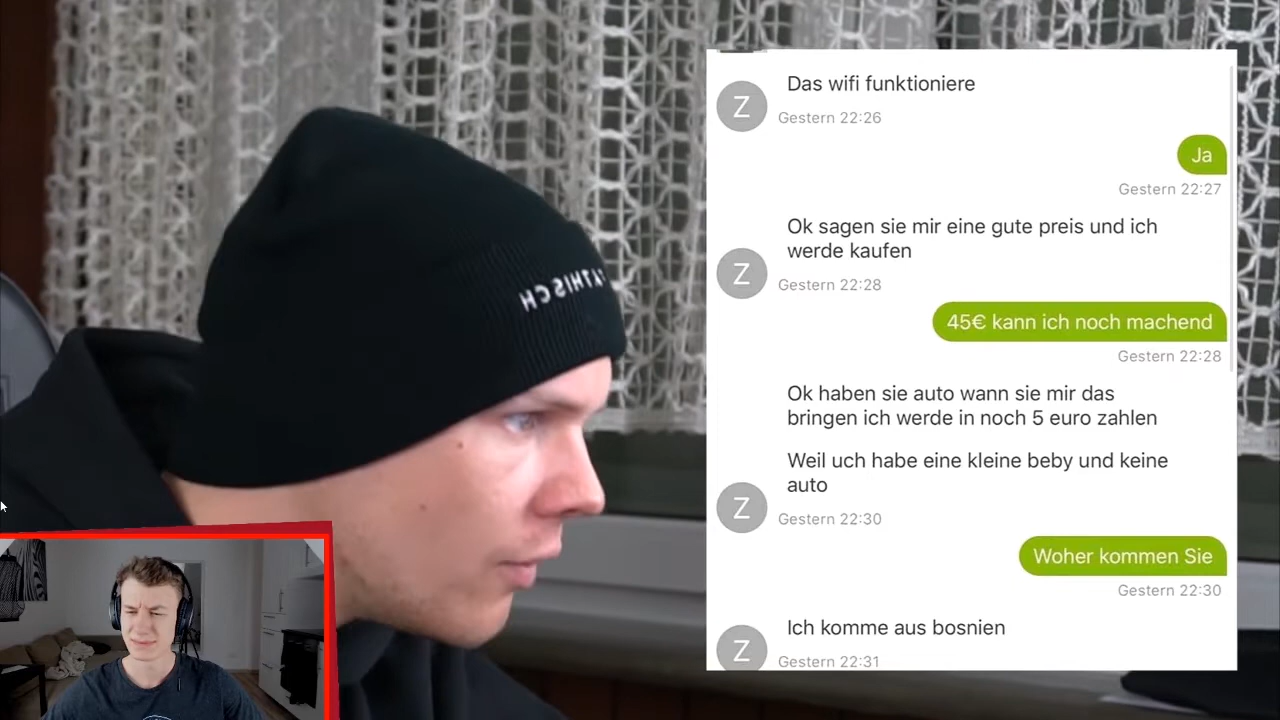 ATHISCH
Z
Das wifi funktioniere
Gestern 22:26
Ja
Gestern 22:27
Ok sagen sie mir eine gute preis und ich
werde kaufen
Z
Gestern 22:28
45€ kann ich noch machend
Gestern 22:28
Ok haben sie auto wann sie mir das
bringen ich werde in noch 5 euro zahlen
Weil uch habe eine kleine beby und keine
auto
Z
Gestern 22:30
Woher kommen Sie
Gestern 22:30
Ich komme aus bosnien
Z
Gestern 22:31